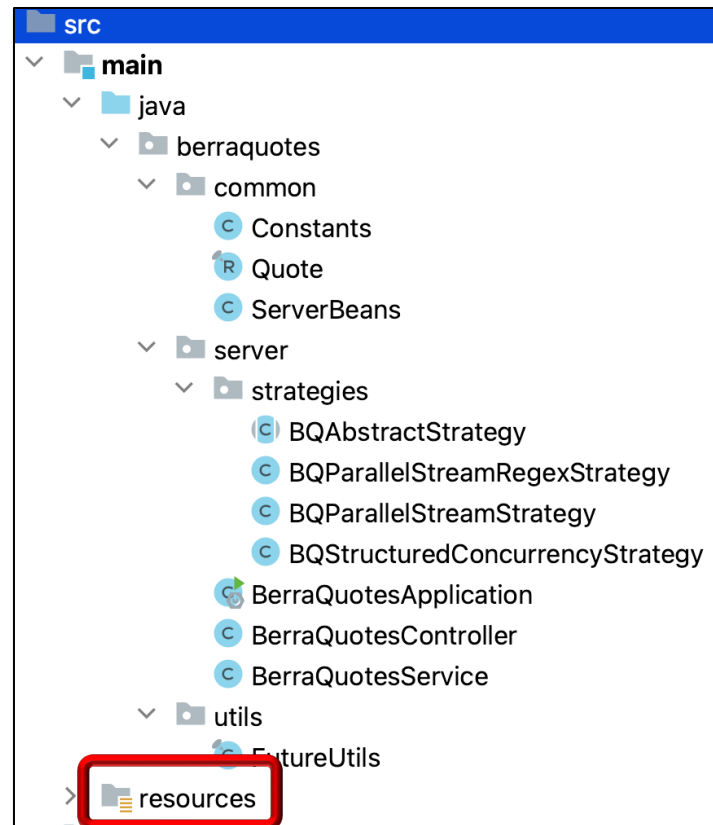 src
main
java
berraquotes
common
C Constants
R Quote
C ServerBeans
server
strategies
C BQAbstractStrategy
C BQParallelStreamRegexStrategy
C BQParallelStreamStrategy
C BQStructuredConcurrencyStrategy
C BerraQuotesApplication
C BerraQuotesController
C BerraQuotesService
utils
C FutureUtils
resources